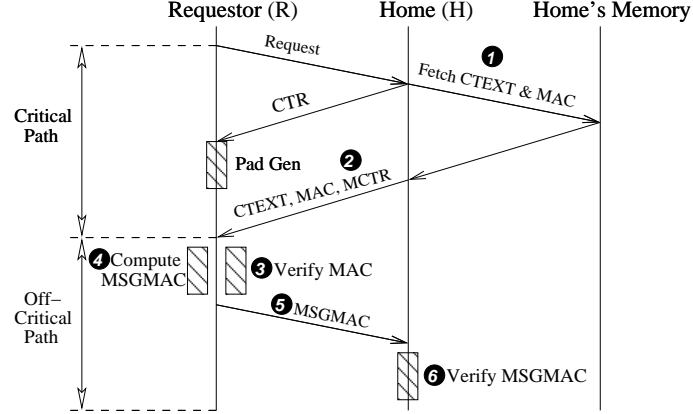 Requestor (R) Home (H) Home's Memory
Request
1
Fetch CTEXT & MAC
CTR
Critical
Path
Pad Gen
2
CTEXT, MAC, MCTR
4 Compute
MSGMAC
3 Verify MAC
Off−
Critical
Path
5 MSGMAC
6 Verify MSGMAC